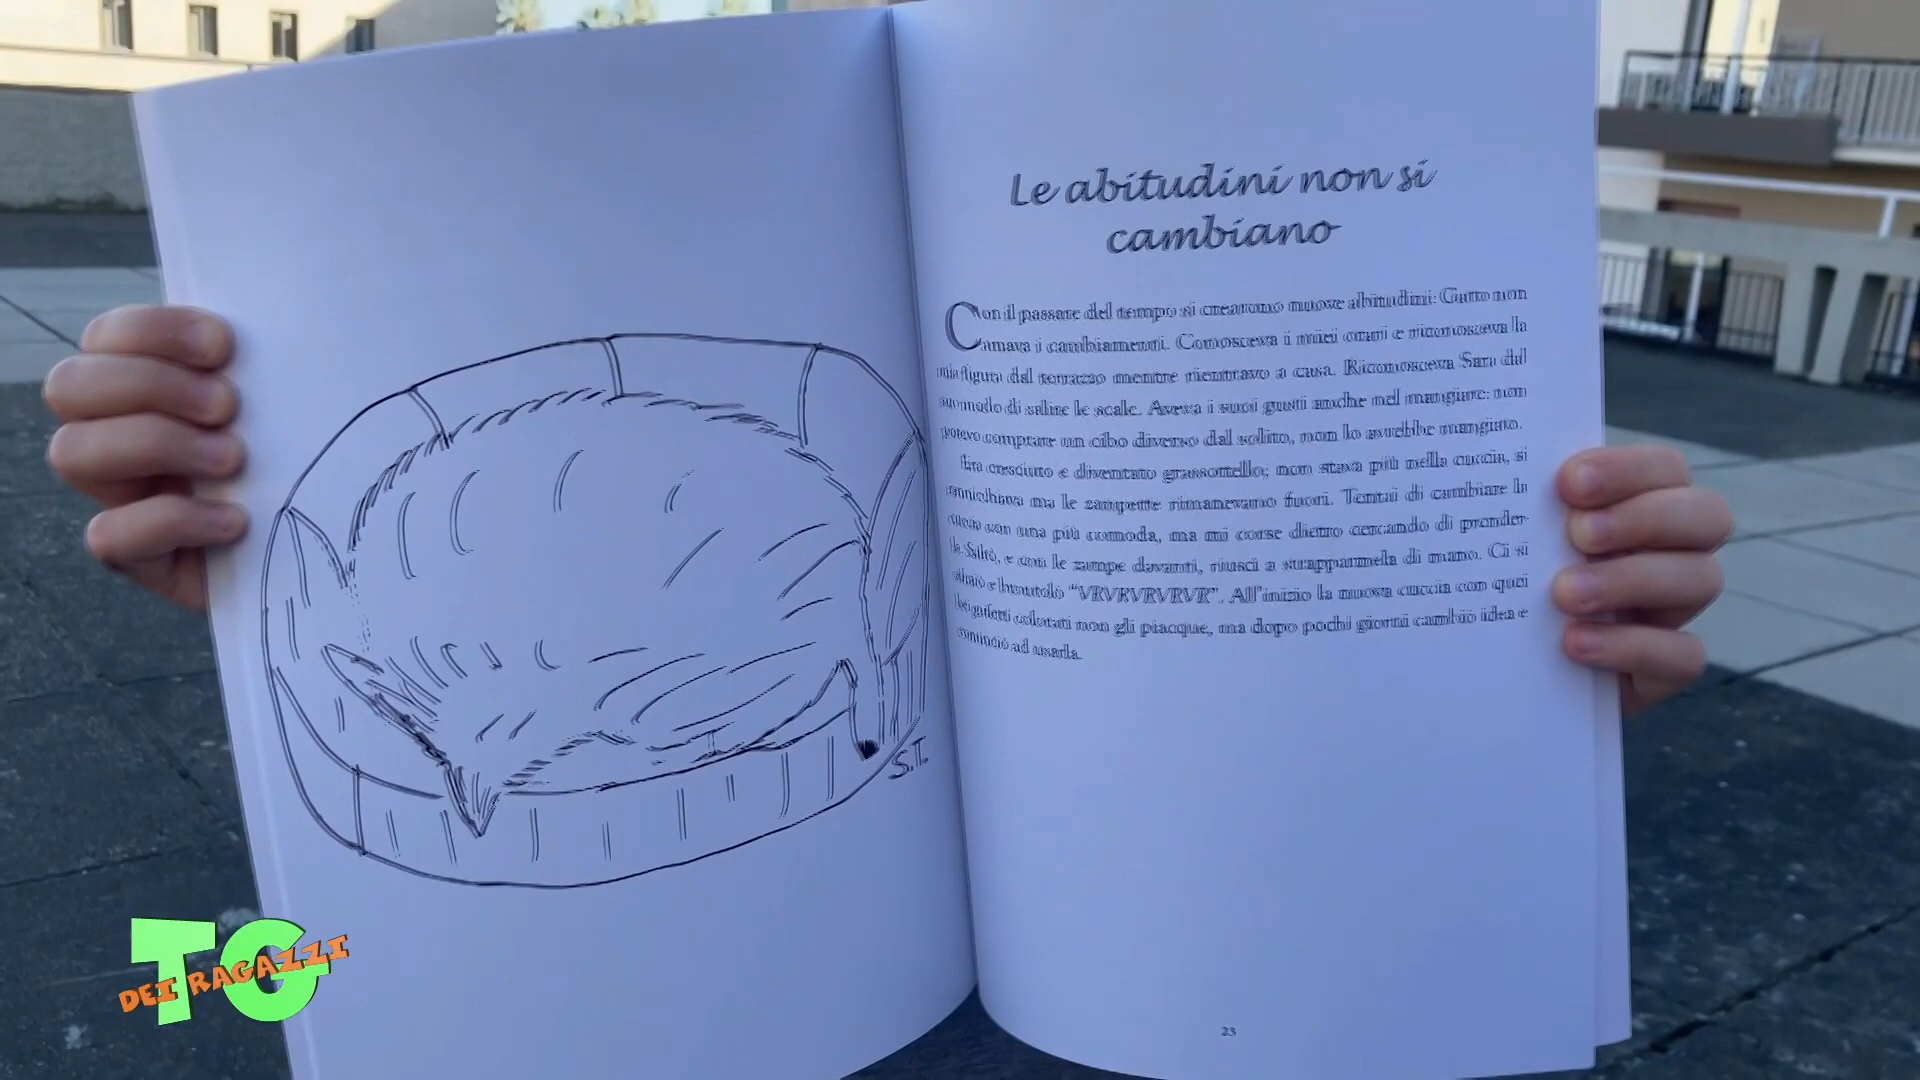 Le abitudini non si
cambiano
Con il passare del tempo si crearono nuove abitudini: Gatto non
amava i cambiamenti. Conosceva i miei orari e riconosceva la
mia figura dal terrazzo mentre rientravo a casa. Riconosceva Sara dal
suo modo di salire le scale. Aveva i suoi gusti anche nel mangiare: non
potevo comprare un cibo diverso dal solito, non lo avrebbe mangiato.
Era cresciuto e diventato grassottello; non stava più nella cuccia, si
ma le zampette rimanevano fuori. Tentai di cambiare la
cuccia con una più comoda, ma mi corse dietro cercando di prender-
la. Saltò, e con le zampe davanti, riuscì a strapparmela di mano. Ci si
sdraiò e brontolò “VRVRVRVRVR”. All’inizio la nuova cuccia con quei
colorati non gli piacque, ma dopo pochi giorni cambiò idea e
cominciò ad usarla.
S.I.
23
TG
DEI RAGAZZI